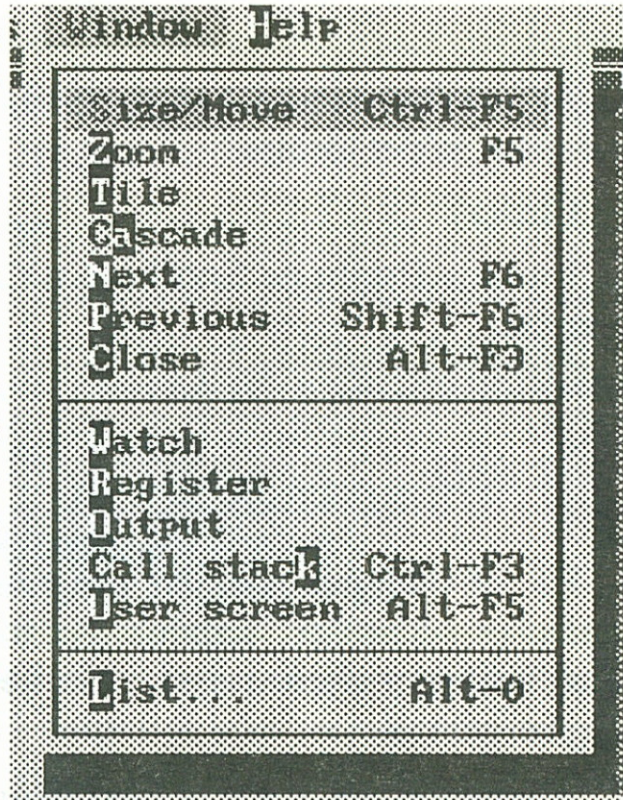 Window Help
Size/Move Ctrl-F5
Zoom F5
Tile
Cascade
Next F6
Previous Shift-F6
Close Alt-F3
Watch
Register
Output
Call stack Ctrl-F3
User screen Alt-F5
List... Alt-0